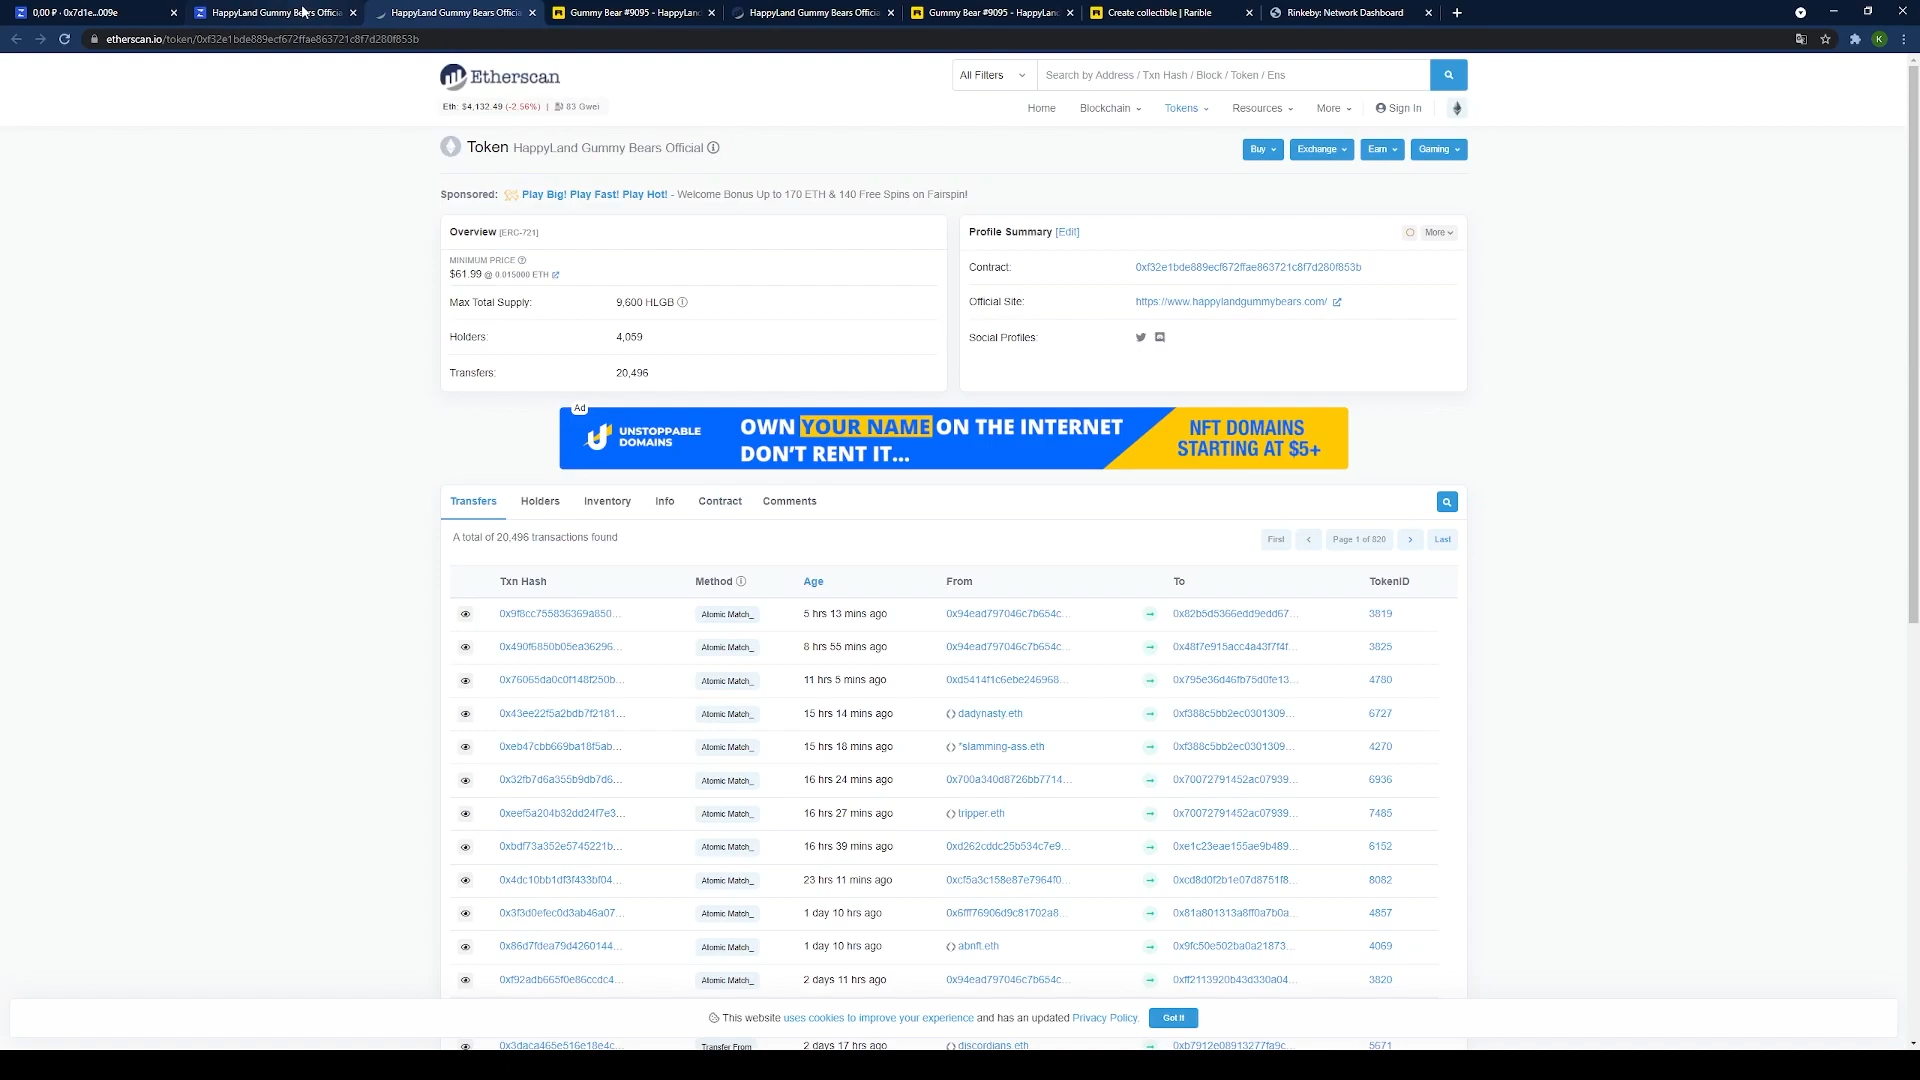 0,00 ₽ · 0x7d1e...009e
HappyLand Gummy Bears Officia
HappyLand Gummy Bears Officia
Gummy Bear #9095 - HappyLan
HappyLand Gummy Bears Officia
Gummy Bear #9095 - HappyLan
Create collectible | Rarible
Rinkeby: Network Dashboard
etherscan.io/token/0xf32e1bde889ecf672ffae863721c8f7d280f853b
K
Etherscan
All Filters
Search by Address / Txn Hash / Block / Token / Ens
Eth: $4,132.49 (-2.56%) | 83 Gwei
Home Blockchain Tokens Resources More Sign In
Token HappyLand Gummy Bears Official
Buy Exchange Earn Gaming
Sponsored: Play Big! Play Fast! Play Hot! - Welcome Bonus Up to 170 ETH & 140 Free Spins on Fairspin!
Overview [ERC-721]
MINIMUM PRICE
$61.99 @ 0.015000 ETH
Max Total Supply: 9,600 HLGB
Holders: 4,059
Transfers: 20,496
Profile Summary [Edit]
More
Contract: 0xf32e1bde889ecf672ffae863721c8f7d280f853b
Official Site: https://www.happylandgummybears.com/
Social Profiles:
Ad
UNSTOPPABLE DOMAINS
OWN YOUR NAME ON THE INTERNET
DON'T RENT IT...
NFT DOMAINS
STARTING AT $5+
Transfers Holders Inventory Info Contract Comments
A total of 20,496 transactions found
First Page 1 of 820 Last
Txn Hash Method Age From To TokenID
0x9f8cc755836369a850... Atomic Match_ 5 hrs 13 mins ago 0x94ead797046c7b654c... 0x82b5d5366edd9edd67... 3819
0x490f6850b05ea36296... Atomic Match_ 8 hrs 55 mins ago 0x94ead797046c7b654c... 0x48f7e915acc4a43f7f4f... 3825
0x76065da0c0f148f250b... Atomic Match_ 11 hrs 5 mins ago 0xd5414f1c6ebe246968... 0x795e36d46fb75d0fe13... 4780
0x43ee22f5a2bdb7f2181... Atomic Match_ 15 hrs 14 mins ago dadynasty.eth 0xf388c5bb2ec0301309... 6727
0xeb47cbb669ba18f5ab... Atomic Match_ 15 hrs 18 mins ago *slamming-ass.eth 0xf388c5bb2ec0301309... 4270
0x32fb7d6a355b9db7d6... Atomic Match_ 16 hrs 24 mins ago 0x700a340d8726bb7714... 0x70072791452ac07939... 6936
0xeef5a204b32dd24f7e3... Atomic Match_ 16 hrs 27 mins ago tripper.eth 0x70072791452ac07939... 7485
0xbdf73a352e5745221b... Atomic Match_ 16 hrs 39 mins ago 0xd262cddc25b534c7e9... 0xe1c23eae155ae9b489... 6152
0x4dc10bb1df3f433bf04... Atomic Match_ 23 hrs 11 mins ago 0xcf5a3c158e87e7964f0... 0xcd8d0f2b1e07d8751f8... 8082
0x3f3d0efec0d3ab46a07... Atomic Match_ 1 day 10 hrs ago 0x6fff76906d9c81702a8... 0x81a801313a8ff0a7b0a... 4857
0x86d7fdea79d4260144... Atomic Match_ 1 day 10 hrs ago abnft.eth 0x9fc50e502ba0a21873... 4069
0xf92adb665f0e86ccdc4... Atomic Match_ 2 days 11 hrs ago 0x94ead797046c7b654c... 0xff2113920b43d330a04... 3820
This website uses cookies to improve your experience and has an updated Privacy Policy. Got It
0x3daca465e516e18e4c... Transfer From 2 days 17 hrs ago discordians.eth 0xb7912e08913277fa9c... 5671